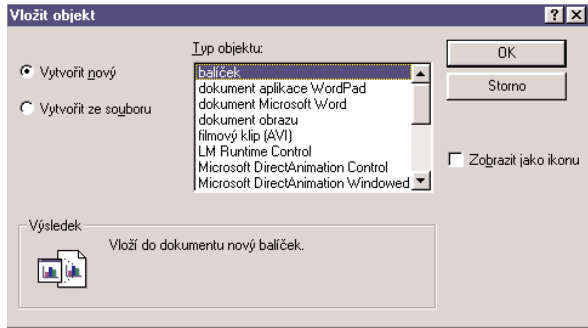 Vložit objekt
Typ objektu:
Vytvořit nový
Vytvořit ze souboru
balíček
dokument aplikace WordPad
dokument Microsoft Word
dokument obrazu
filmový klip (AVI)
LM Runtime Control
Microsoft DirectAnimation Control
Microsoft DirectAnimation Windowed
OK
Storno
Zobrazit jako ikonu
Výsledek
Vloží do dokumentu nový balíček.